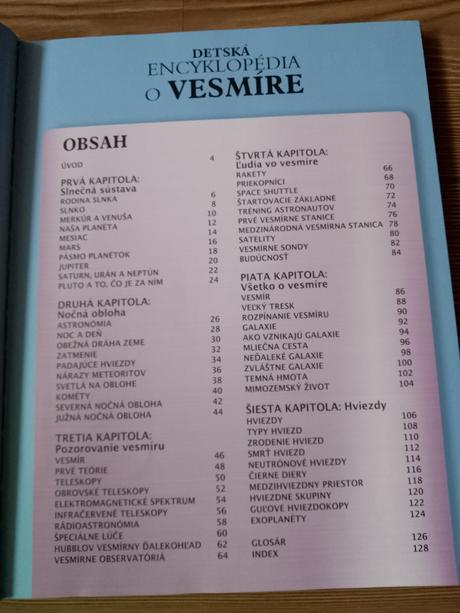 DETSKÁ
ENCYKLOPÉDIA
O VESMÍRE
OBSAH
ÚVOD 4
PRVÁ KAPITOLA:
Slnečná sústava
RODINA SLNKA 6
SLNKO 8
MERKÚR A VENUŠA 10
NAŠA PLANÉTA 12
MESIAC 14
MARS 16
PÁSMO PLANÉTOK 18
JUPITER 20
SATURN, URÁN A NEPTÚN 22
PLUTO A TO, ČO JE ZA NÍM 24
DRUHÁ KAPITOLA:
Nočná obloha
ASTRONÓMIA 26
NOC A DEŇ 28
OBEŽNÁ DRÁHA ZEME 30
ZATMENIE 32
PADAJÚCE HVIEZDY 34
NÁRAZY METEORITOV 36
SVETLÁ NA OBLOHE 38
KOMÉTY 40
SEVERNÁ NOČNÁ OBLOHA 42
JUŽNÁ NOČNÁ OBLOHA 44
TRETIA KAPITOLA:
Pozorovanie vesmíru
VESMÍR 46
PRVÉ TEÓRIE 48
TELESKOPY 50
OBROVSKÉ TELESKOPY 52
ELEKTROMAGNETICKÉ SPEKTRUM 54
INFRAČERVENÉ TELESKOPY 56
RÁDIOASTRONÓMIA 58
ŠPECIÁLNE LÚČE 60
HUBBLOV VESMÍRNY ĎALEKOHĽAD 62
VESMÍRNE OBSERVATÓRIÁ 64
ŠTVRTÁ KAPITOLA:
Ľudia vo vesmíre
RAKETY 66
PRIEKOPNÍCI 68
SPACE SHUTTLE 70
ŠTARTOVACIE ZÁKLADNE 72
TRÉNING ASTRONAUTOV 74
PRVÉ VESMÍRNE STANICE 76
MEDZINÁRODNÁ VESMÍRNA STANICA 78
SATELITY 80
VESMÍRNE SONDY 82
BUDÚCNOSŤ 84
PIATA KAPITOLA:
Všetko o vesmíre
VESMÍR 86
VEĽKÝ TRESK 88
ROZPÍNANIE VESMÍRU 90
GALAXIE 92
AKO VZNIKAJÚ GALAXIE 94
MLIEČNA CESTA 96
NEĎALEKÉ GALAXIE 98
ZVLÁŠTNE GALAXIE 100
TEMNÁ HMOTA 102
MIMOZEMSKÝ ŽIVOT 104
ŠIESTA KAPITOLA: Hviezdy
HVIEZDY 106
TYPY HVIEZD 108
ZRODENIE HVIEZD 110
SMRŤ HVIEZD 112
NEUTRÓNOVÉ HVIEZDY 114
ČIERNE DIERY 116
MEDZIHVIEZDNY PRIESTOR 118
HVIEZDNE SKUPINY 120
GUĽOVÉ HVIEZDOKOPY 122
EXOPLANÉTY 124
GLOSÁR 126
INDEX 128